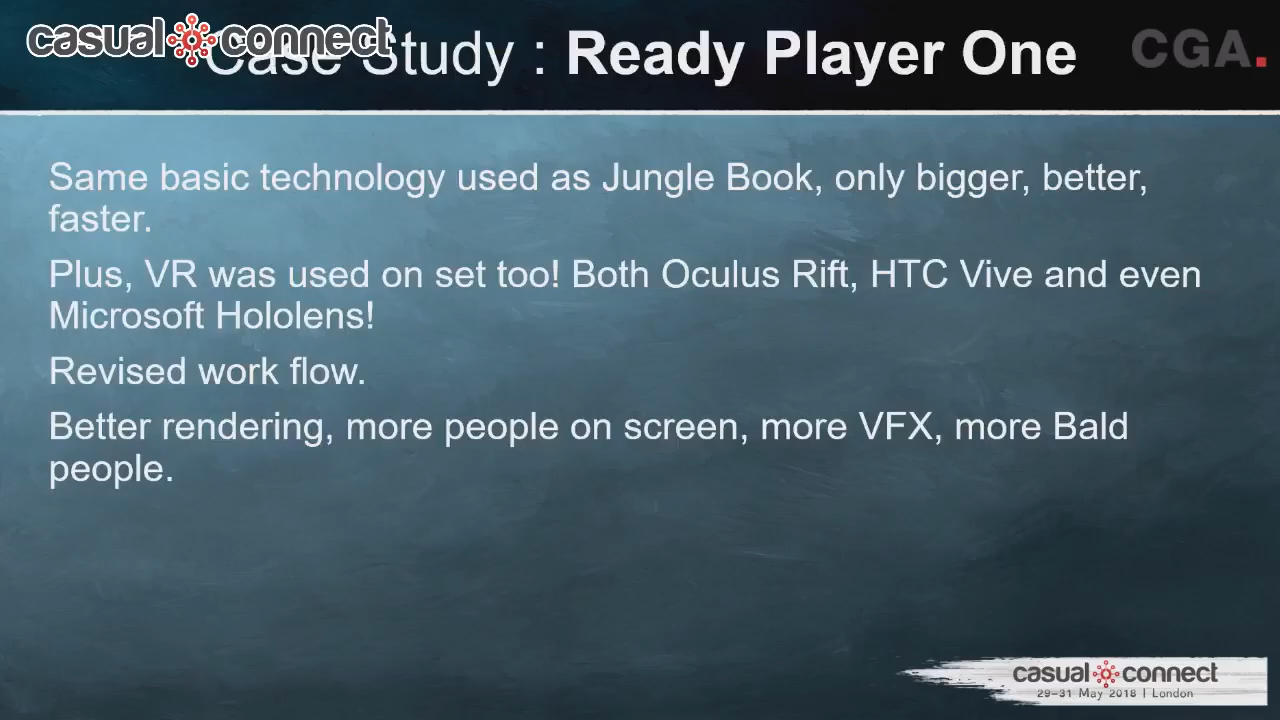 casual connect
Case Study : Ready Player One
CGA.
Same basic technology used as Jungle Book, only bigger, better,
faster.
Plus, VR was used on set too! Both Oculus Rift, HTC Vive and even
Microsoft Hololens!
Revised work flow.
Better rendering, more people on screen, more VFX, more Bald
people.
casual connect
29-31 May 2018 | London